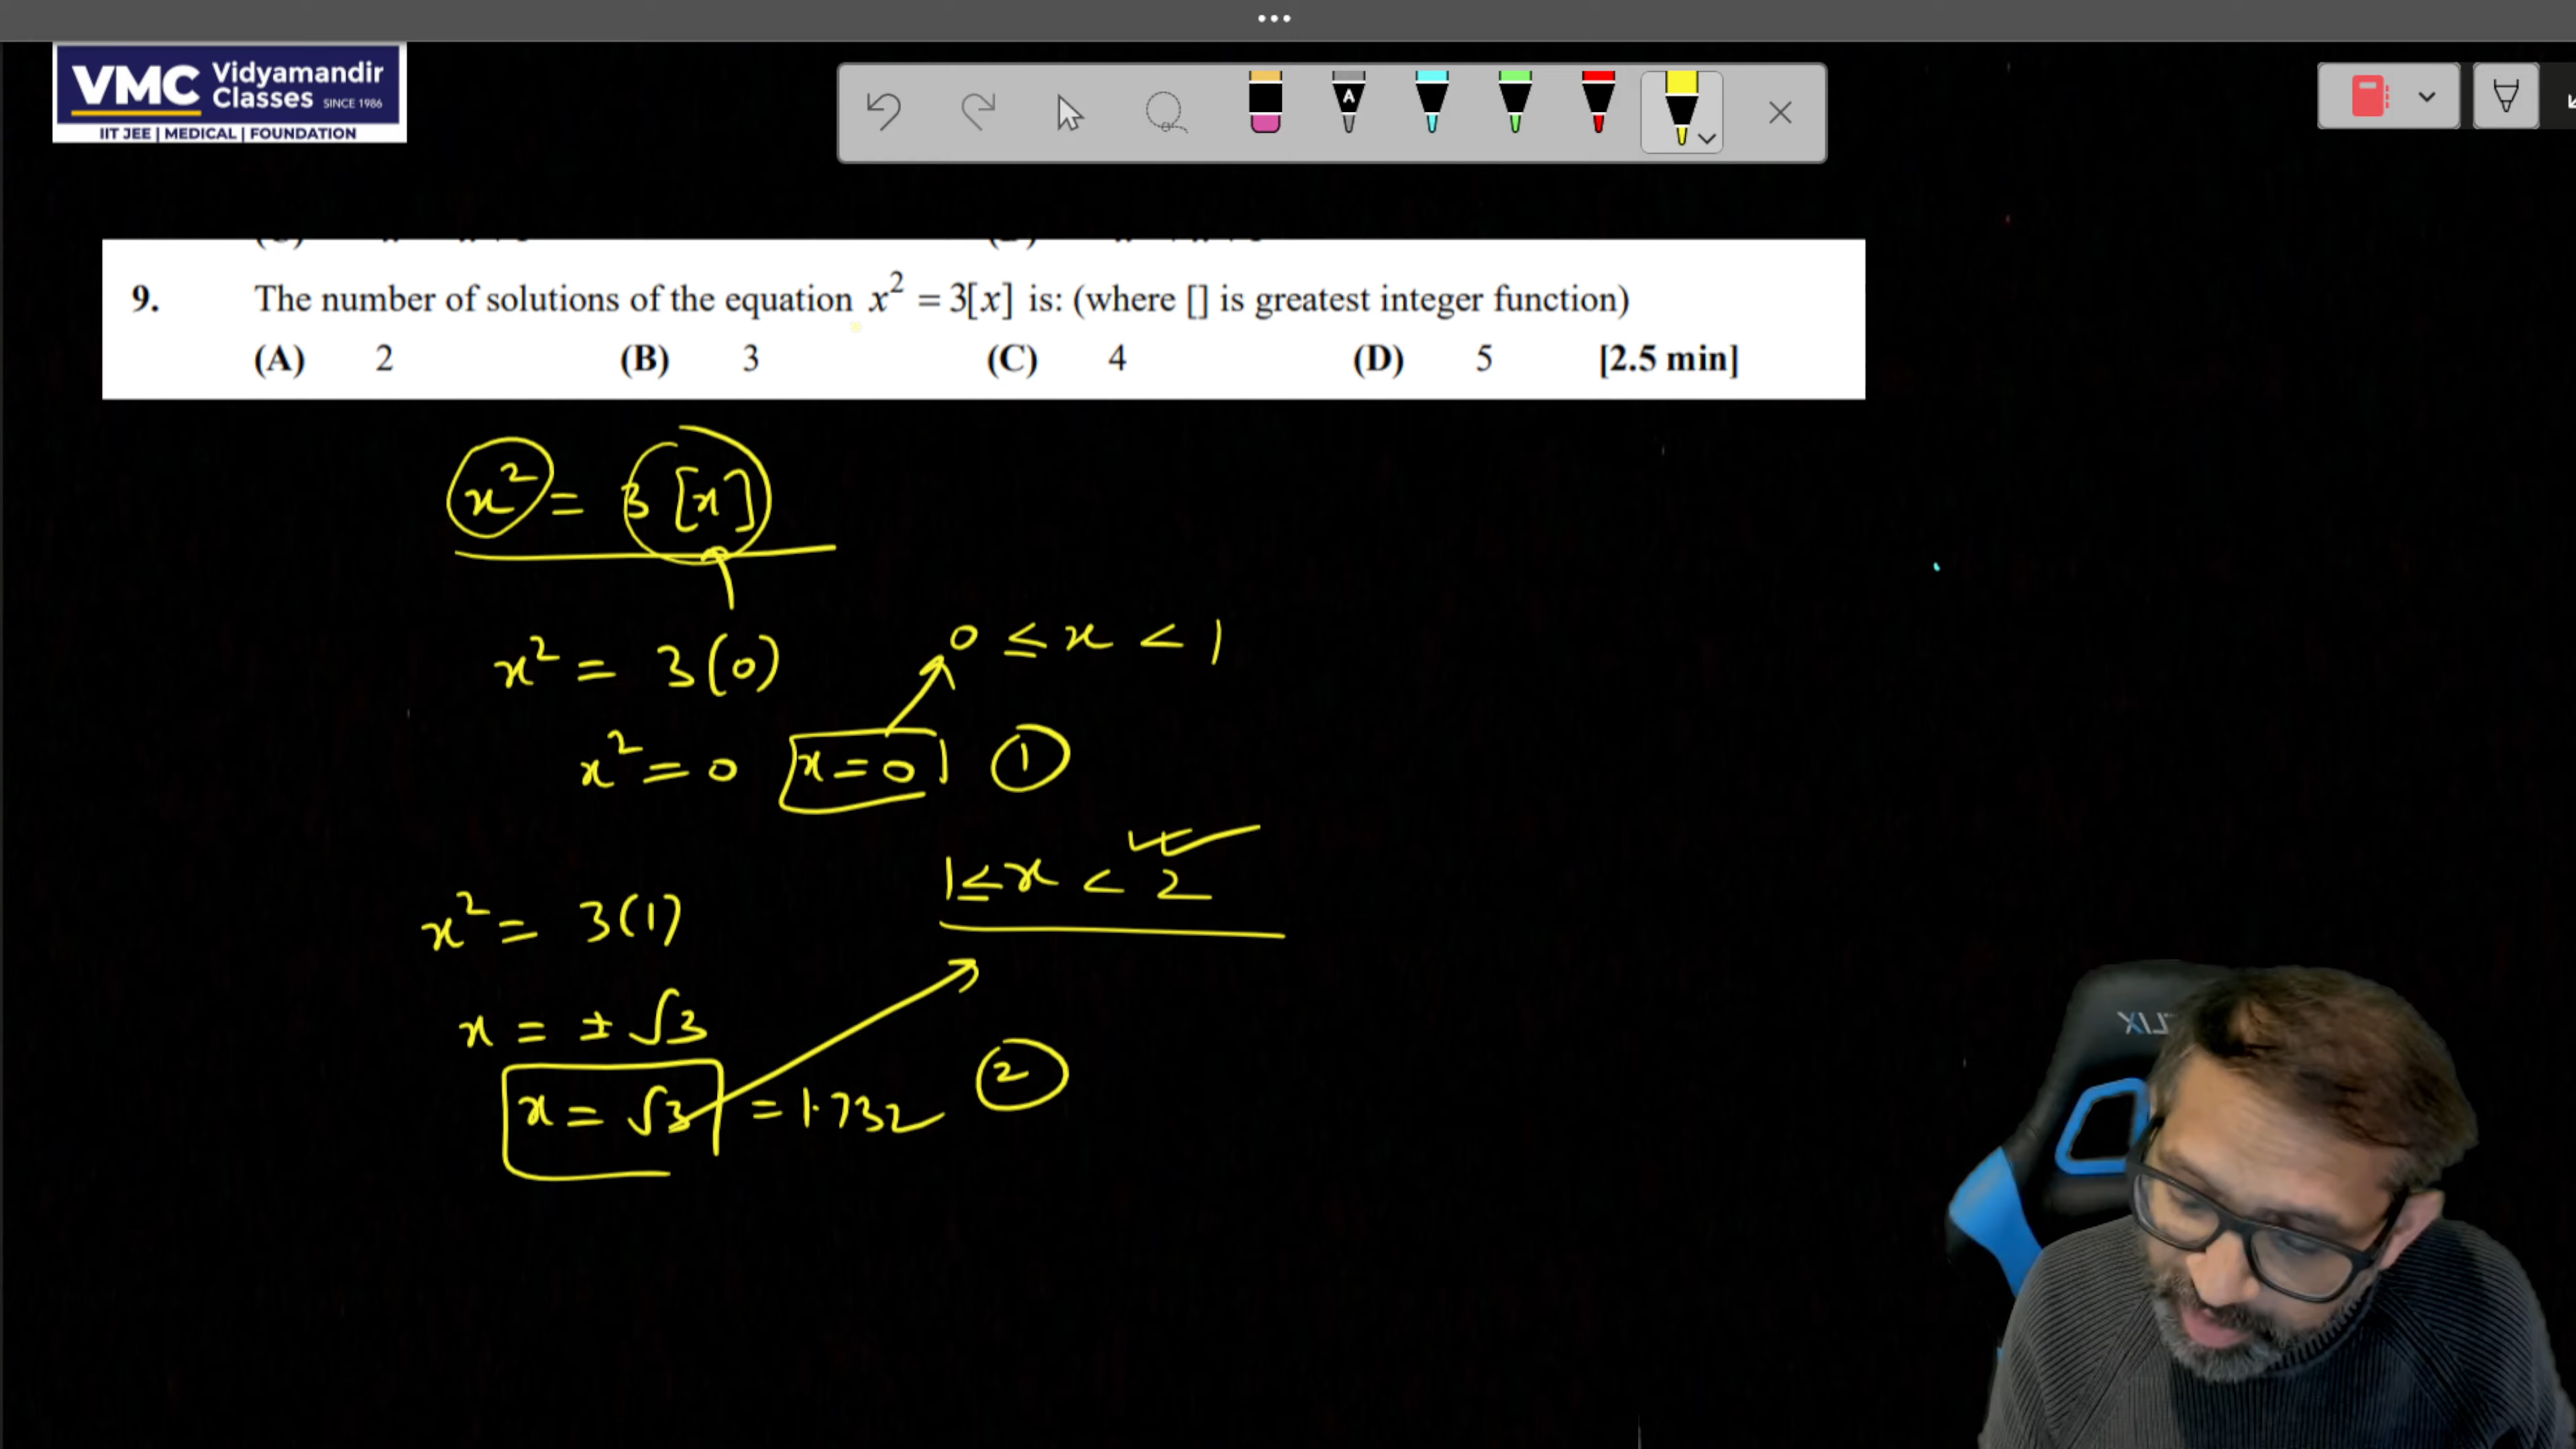 VMC Vidyamandir Classes SINCE 1986
IIT JEE | MEDICAL | FOUNDATION
A
9. The number of solutions of the equation x² = 3[x] is: (where [] is greatest integer function)
(A) 2 (B) 3 (C) 4 (D) 5 [2.5 min]
x² = 3 [x]
x² = 3(0) 0 ≤ x < 1
x² = 0 x = 0 1
1 ≤ x < 2
x² = 3(1)
x = ± √3
x = √3 = 1.732 2